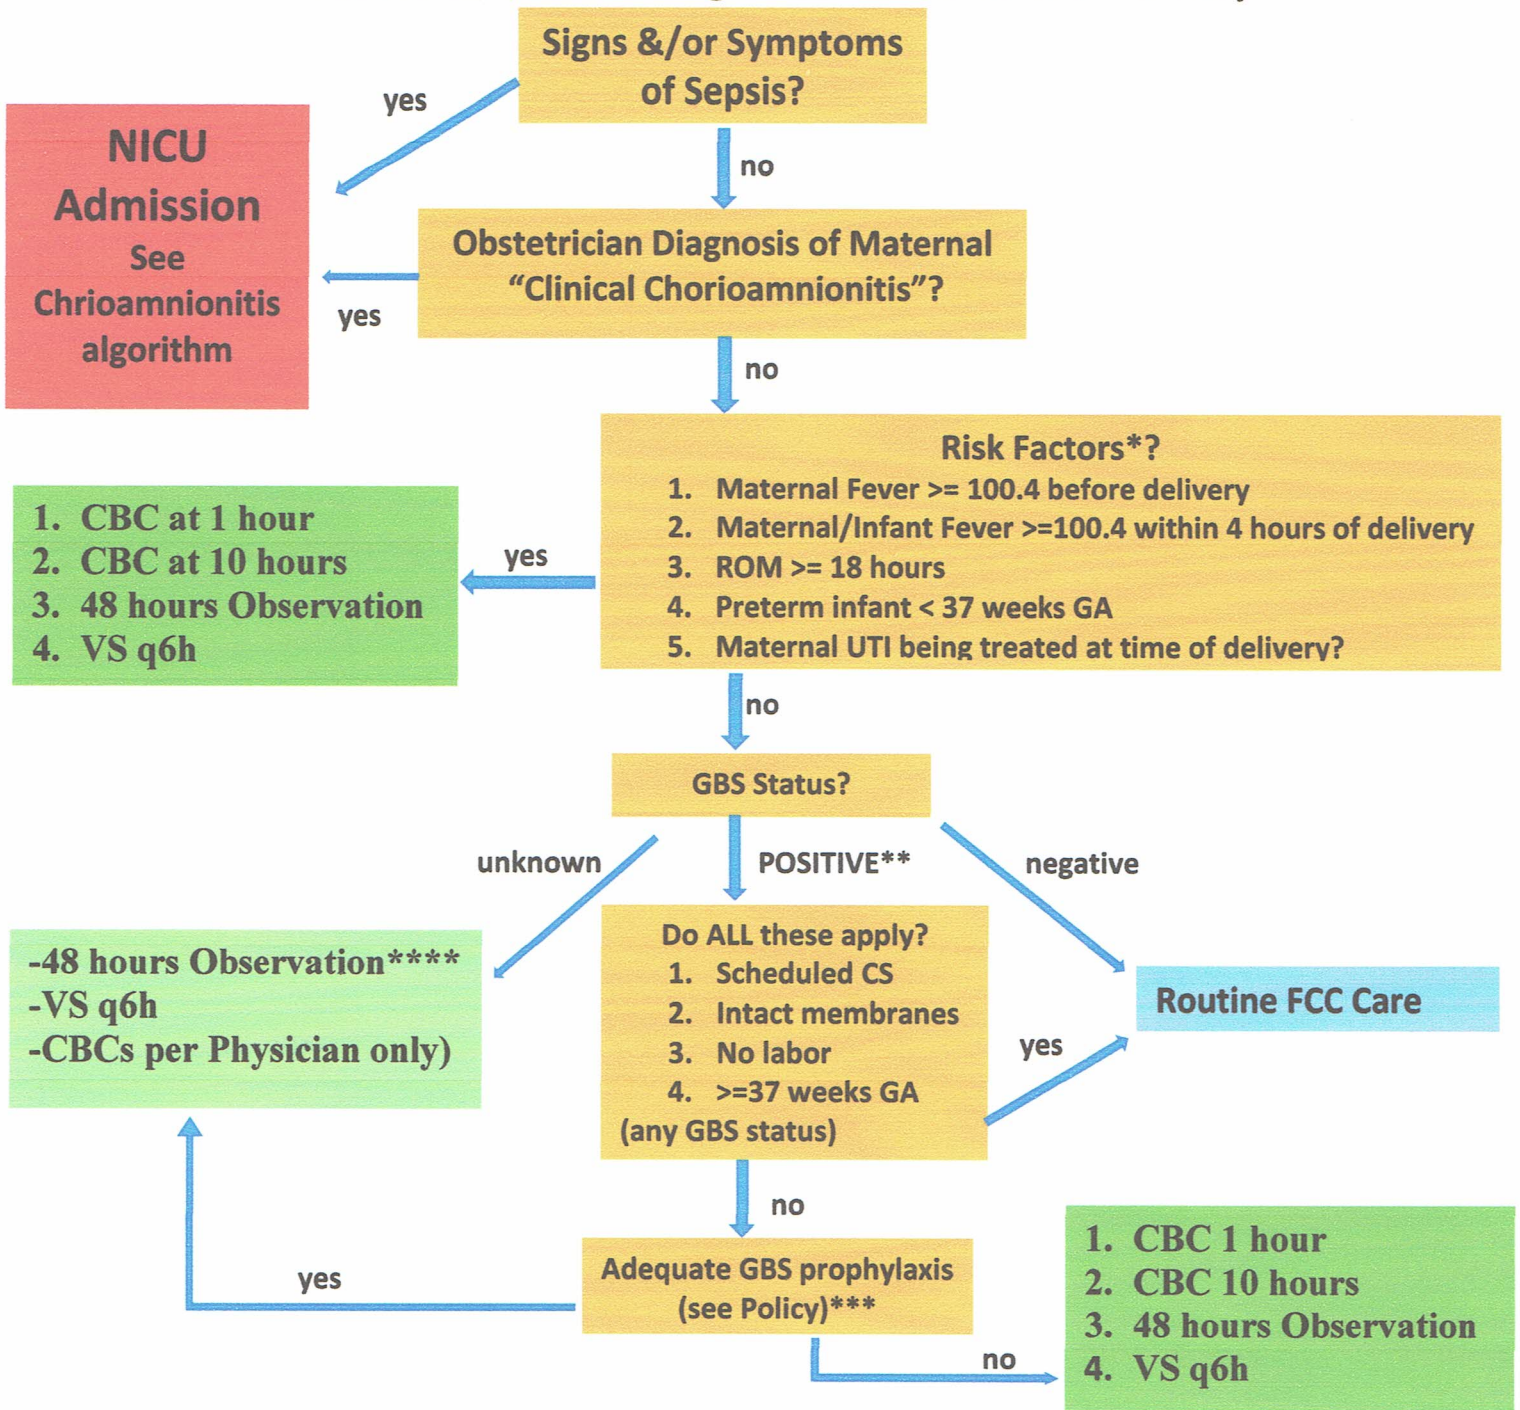 Signs &/or Symptoms
of Sepsis?
yes
no
NICU
Admission
See
Chrioamnionitis
algorithm
Obstetrician Diagnosis of Maternal
“Clinical Chorioamnionitis”?
yes
no
Risk Factors*?
1. Maternal Fever >= 100.4 before delivery
2. Maternal/Infant Fever >=100.4 within 4 hours of delivery
3. ROM >= 18 hours
4. Preterm infant < 37 weeks GA
5. Maternal UTI being treated at time of delivery?
yes
1. CBC at 1 hour
2. CBC at 10 hours
3. 48 hours Observation
4. VS q6h
no
GBS Status?
unknown
POSITIVE**
negative
-48 hours Observation****
-VS q6h
-CBCs per Physician only)
Do ALL these apply?
1. Scheduled CS
2. Intact membranes
3. No labor
4. >=37 weeks GA
(any GBS status)
yes
Routine FCC Care
no
Adequate GBS prophylaxis
(see Policy)***
yes
no
1. CBC 1 hour
2. CBC 10 hours
3. 48 hours Observation
4. VS q6h